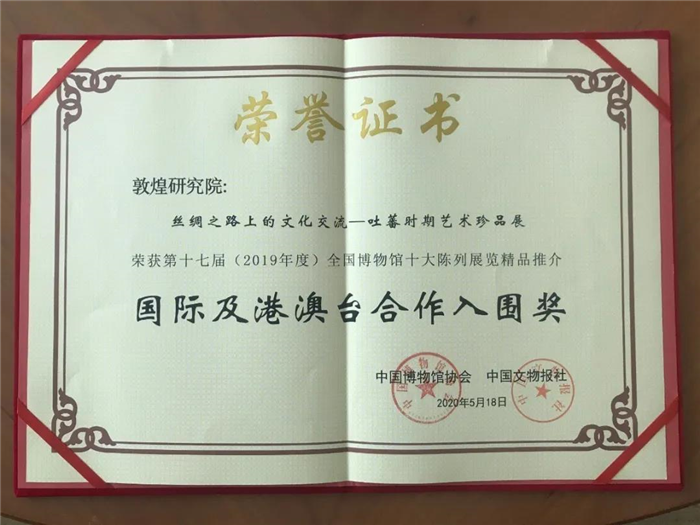 荣誉证书
敦煌研究院:
丝绸之路上的文化交流—吐蕃时期艺术珍品展
荣获第十七届（2019年度）全国博物馆十大陈列展览精品推介
国际及港澳台合作入围奖
中国博物馆协会 中国文物报社
2020年5月18日